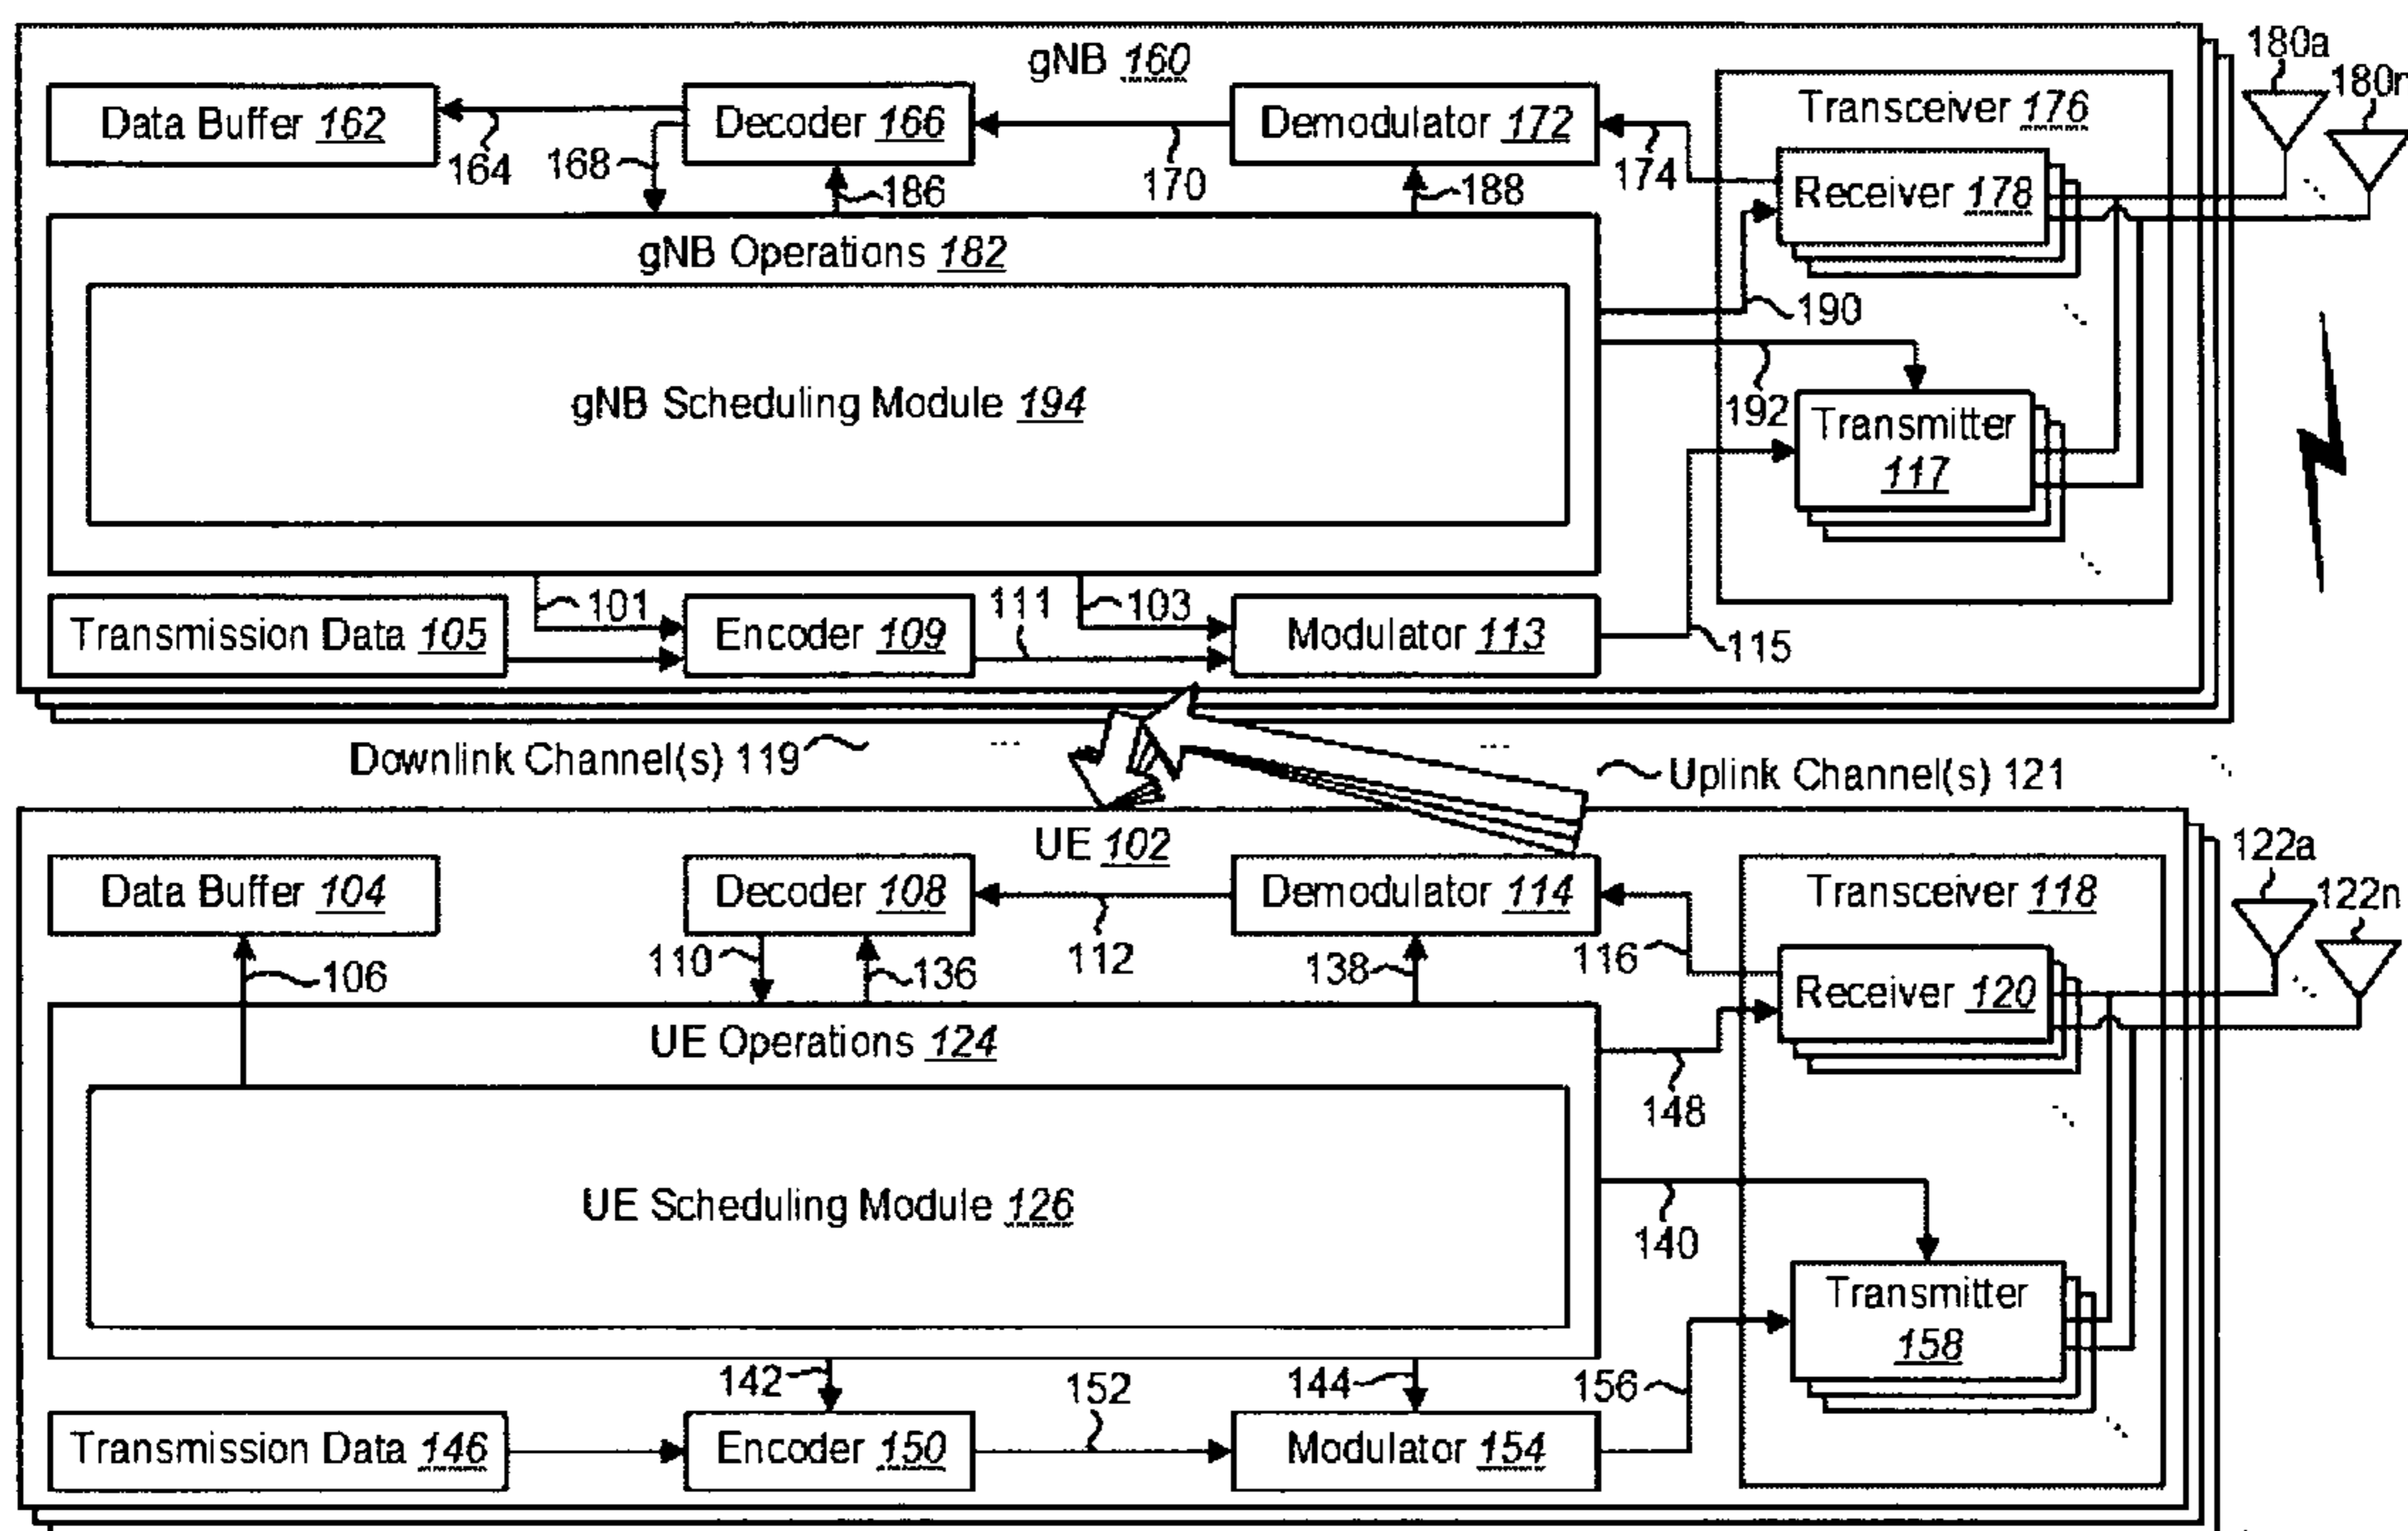 gNB 160
180a
180n
Data Buffer 162
Decoder 166
Demodulator 172
Transceiver 176
164
168
186
170
188
174
Receiver 178
gNB Operations 182
190
gNB Scheduling Module 194
192
Transmitter
117
101
111
103
Transmission Data 105
Encoder 109
Modulator 113
115
Downlink Channel(s) 119
...
...
Uplink Channel(s) 121
UE 102
122a
122n
Data Buffer 104
Decoder 108
Demodulator 114
Transceiver 118
106
110
136
112
138
116
Receiver 120
UE Operations 124
148
UE Scheduling Module 126
140
Transmitter
158
142
152
144
156
Transmission Data 146
Encoder 150
Modulator 154